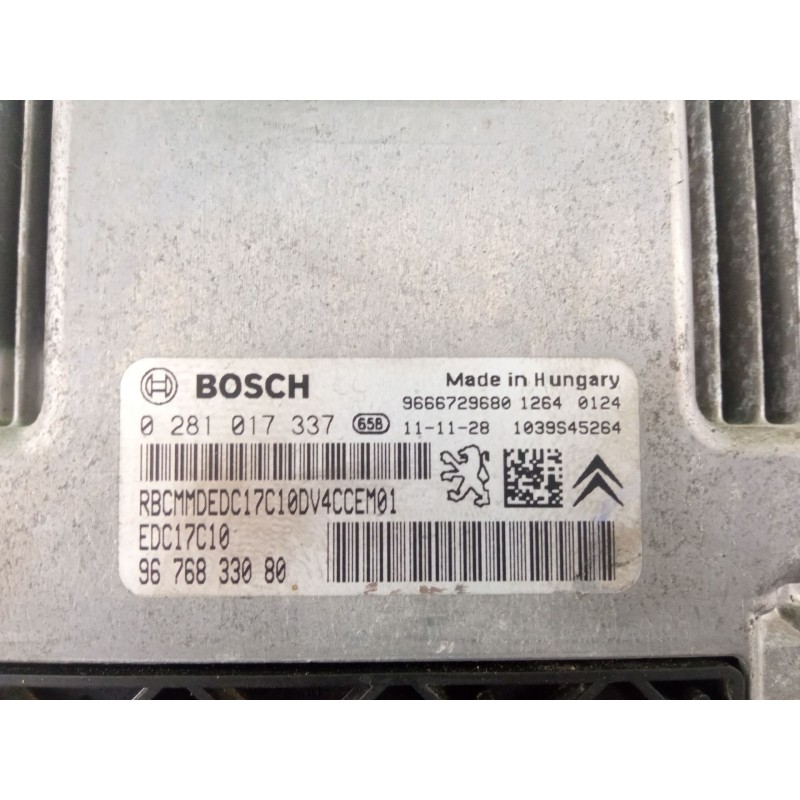 BOSCH
Made in Hungary
9666729680 1264 0124
0 281 017 337 658 11-11-28 1039S45264
RBCMMDEDC17C10DV4CCEM01
EDC17C10
96 768 330 80